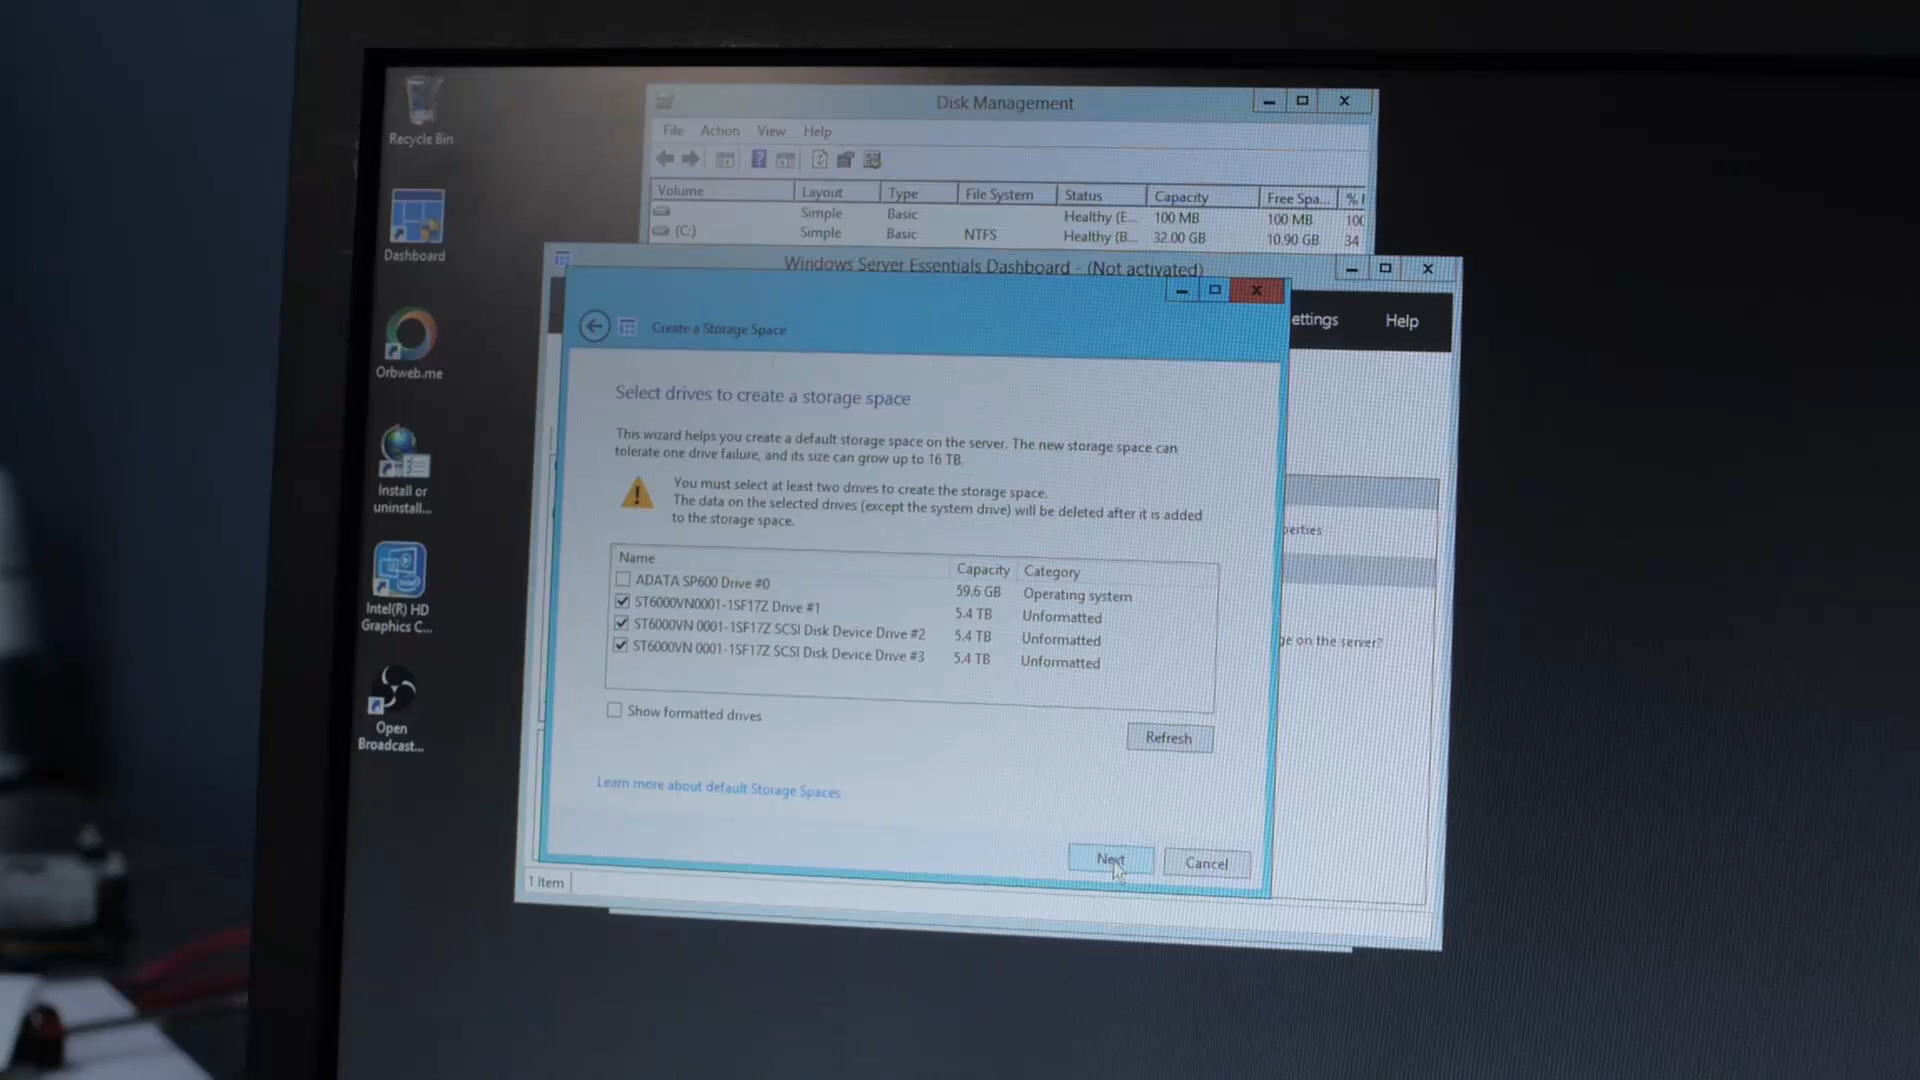 Recycle Bin
Dashboard
Orbweb.me
Install or
uninstall...
Intel(R) HD
Graphics C...
Open
Broadcast...
Disk Management
File Action View Help
Volume Layout Type File System Status Capacity Free Spa... %
Simple Basic Healthy (E... 100 MB 100 MB 100
(C:) Simple Basic NTFS Healthy (B... 32.00 GB 10.90 GB 34
Windows Server Essentials Dashboard - (Not activated)
ettings Help
Create a Storage Space
Select drives to create a storage space
This wizard helps you create a default storage space on the server. The new storage space can
tolerate one drive failure, and its size can grow up to 16 TB.
You must select at least two drives to create the storage space.
The data on the selected drives (except the system drive) will be deleted after it is added
to the storage space.
Name Capacity Category
ADATA SP600 Drive #0 59.6 GB Operating system
ST6000VN0001-1SF17Z Drive #1 5.4 TB Unformatted
ST6000VN 0001-1SF17Z SCSI Disk Device Drive #2 5.4 TB Unformatted
ST6000VN 0001-1SF17Z SCSI Disk Device Drive #3 5.4 TB Unformatted
Show formatted drives
Refresh
Learn more about default Storage Spaces
Next Cancel
perties
ge on the server?
1 Item